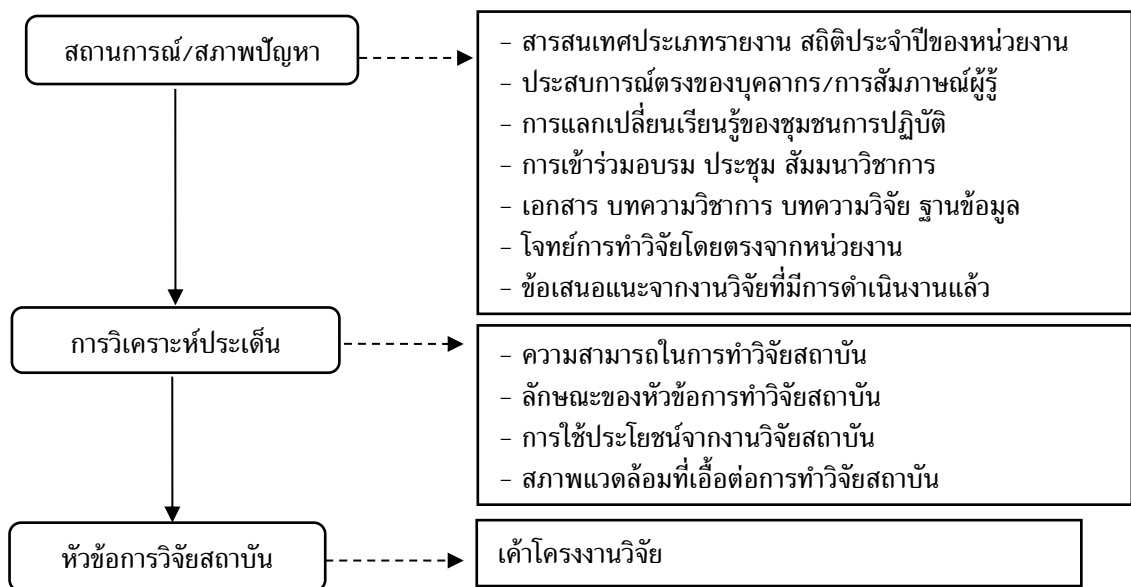 สถานการณ์/สภาพปัญหา
- สารสนเทศประเภทรายงาน สถิติประจำปีของหน่วยงาน
- ประสบการณ์ตรงของบุคลากร/การสัมภาษณ์ผู้รู้
- การแลกเปลี่ยนเรียนรู้ของชุมชนการปฏิบัติ
- การเข้าร่วมอบรม ประชุม สัมมนาวิชาการ
- เอกสาร บทความวิชาการ บทความวิจัย ฐานข้อมูล
- โจทย์การทำวิจัยโดยตรงจากหน่วยงาน
- ข้อเสนอแนะจากงานวิจัยที่มีการดำเนินงานแล้ว
การวิเคราะห์ประเด็น
- ความสามารถในการทำวิจัยสถาบัน
- ลักษณะของหัวข้อการทำวิจัยสถาบัน
- การใช้ประโยชน์จากงานวิจัยสถาบัน
- สภาพแวดล้อมที่เอื้อต่อการทำวิจัยสถาบัน
หัวข้อการวิจัยสถาบัน
เค้าโครงงานวิจัย